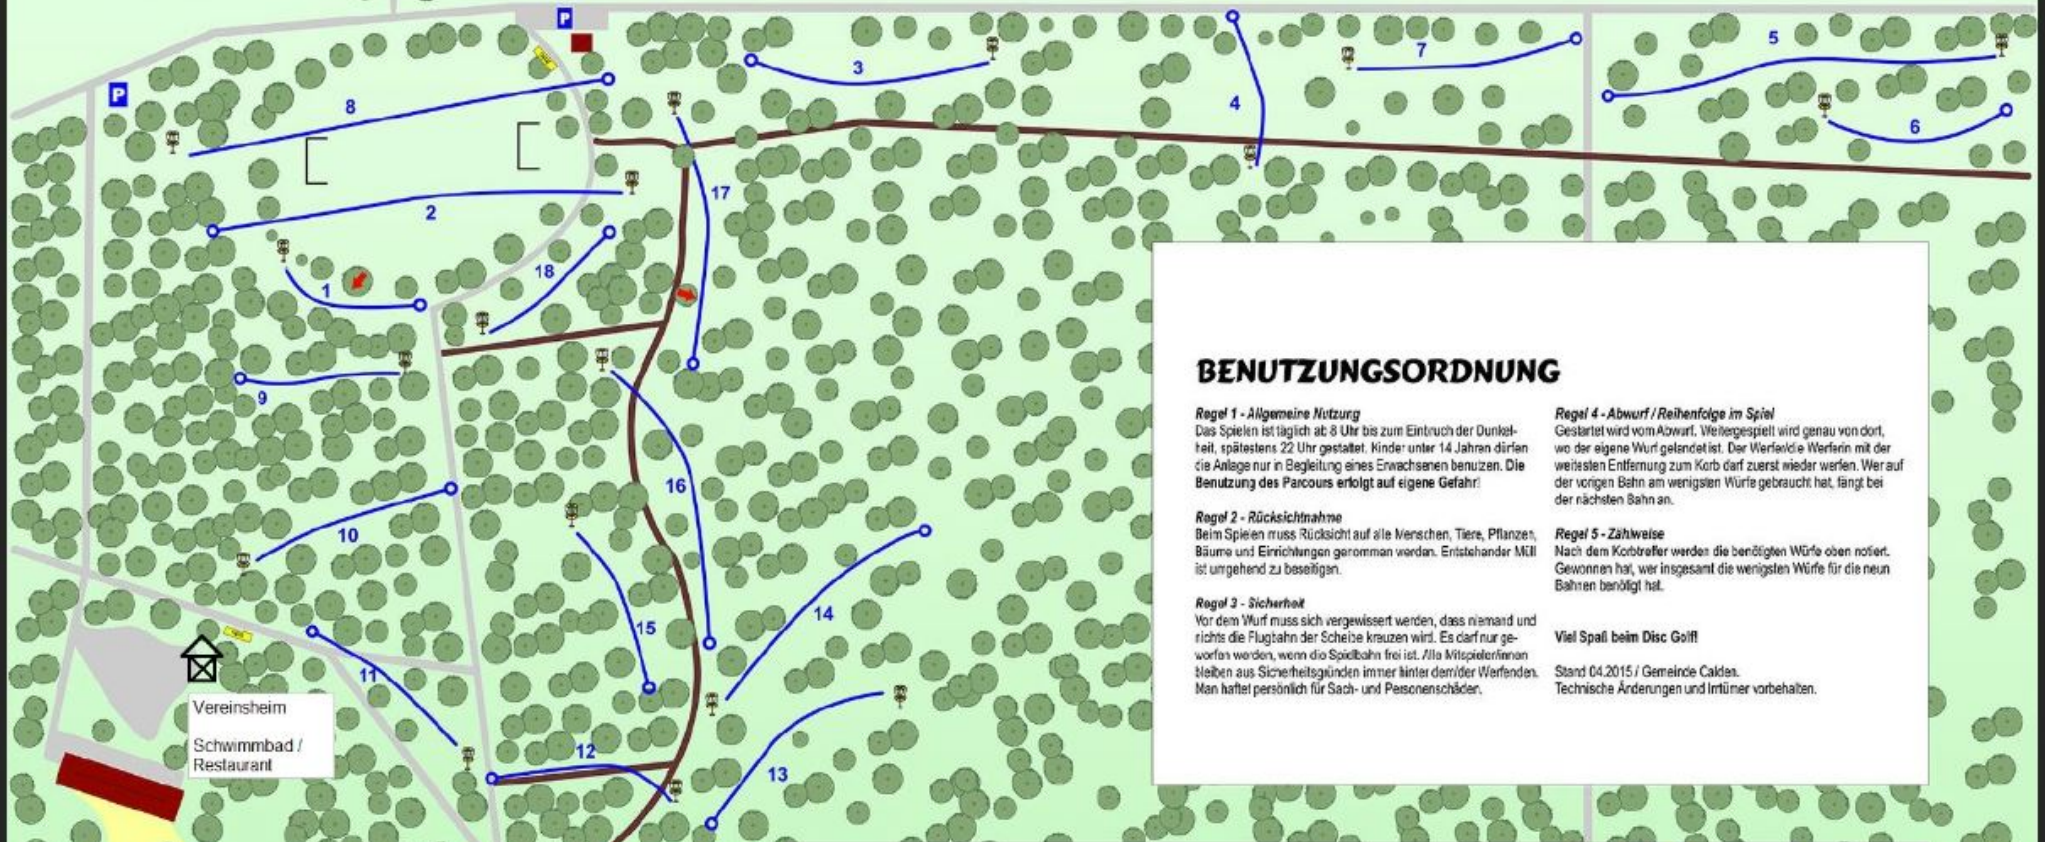 P
P
8
3
4
7
5
6
17
2
18
1
9
16
10
14
15
11
12
13
Vereinsheim
Schwimmbad /
Restaurant
BENUTZUNGSORDNUNG
Regel 1 - Allgemeine Nutzung
Das Spielen ist täglich ab 8 Uhr bis zum Einbruch der Dunkel-
heit, spätestens 22 Uhr gestattet. Kinder unter 14 Jahren dürfen
die Anlage nur in Begleitung eines Erwachsenen benutzen. Die
Benutzung des Parcours erfolgt auf eigene Gefahr!
Regel 2 - Rücksichtnahme
Beim Spielen muss Rücksicht auf alle Menschen, Tiere, Pflanzen,
Bäume und Einrichtungen genommen werden. Entstehender Müll
ist umgehend zu beseitigen.
Regel 3 - Sicherheit
Vor dem Wurf muss sich vergewissert werden, dass niemand und
nichts die Flugbahn der Scheibe kreuzen wird. Es darf nur ge-
worfen werden, wenn die Spielbahn frei ist. Alle Mitspieler/innen
bleiben aus Sicherheitsgründen immer hinter dem/der Werfenden.
Man haftet persönlich für Sach- und Personenschäden.
Regel 4 - Abwurf / Reihenfolge im Spiel
Gestartet wird vom Abwurf. Weitergespielt wird genau von dort,
wo der eigene Wurf gelandet ist. Der Werfer/die Werferin mit der
weitesten Entfernung zum Korb darf zuerst wieder werfen. Wer auf
der vorigen Bahn am wenigsten Würfe gebraucht hat, fängt bei
der nächsten Bahn an.
Regel 5 - Zählweise
Nach dem Korbtreffer werden die benötigten Würfe oben notiert.
Gewonnen hat, wer insgesamt die wenigsten Würfe für die neun
Bahnen benötigt hat.
Viel Spaß beim Disc Golf!
Stand 04.2015 / Gemeinde Calden.
Technische Änderungen und Irrtümer vorbehalten.